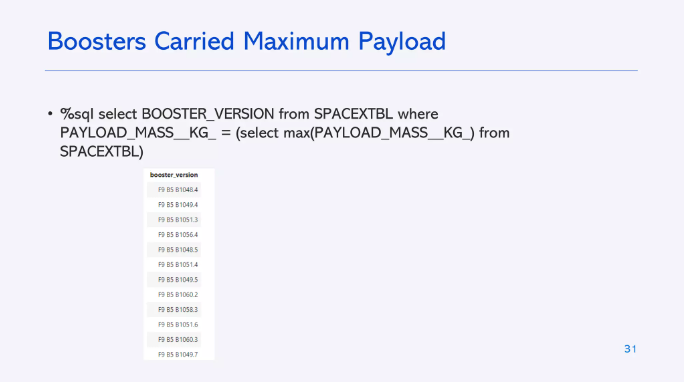 Boosters Carried Maximum Payload
• %sql select BOOSTER_VERSION from SPACEXTBL where
PAYLOAD_MASS__KG_ = (select max(PAYLOAD_MASS__KG_) from
SPACEXTBL)
booster_version
F9 B5 B1048.4
F9 B5 B1049.4
F9 B5 B1051.3
F9 B5 B1056.4
F9 B5 B1048.5
F9 B5 B1051.4
F9 B5 B1049.5
F9 B5 B1060.2
F9 B5 B1058.3
F9 B5 B1051.6
F9 B5 B1060.3
F9 B5 B1049.7
31